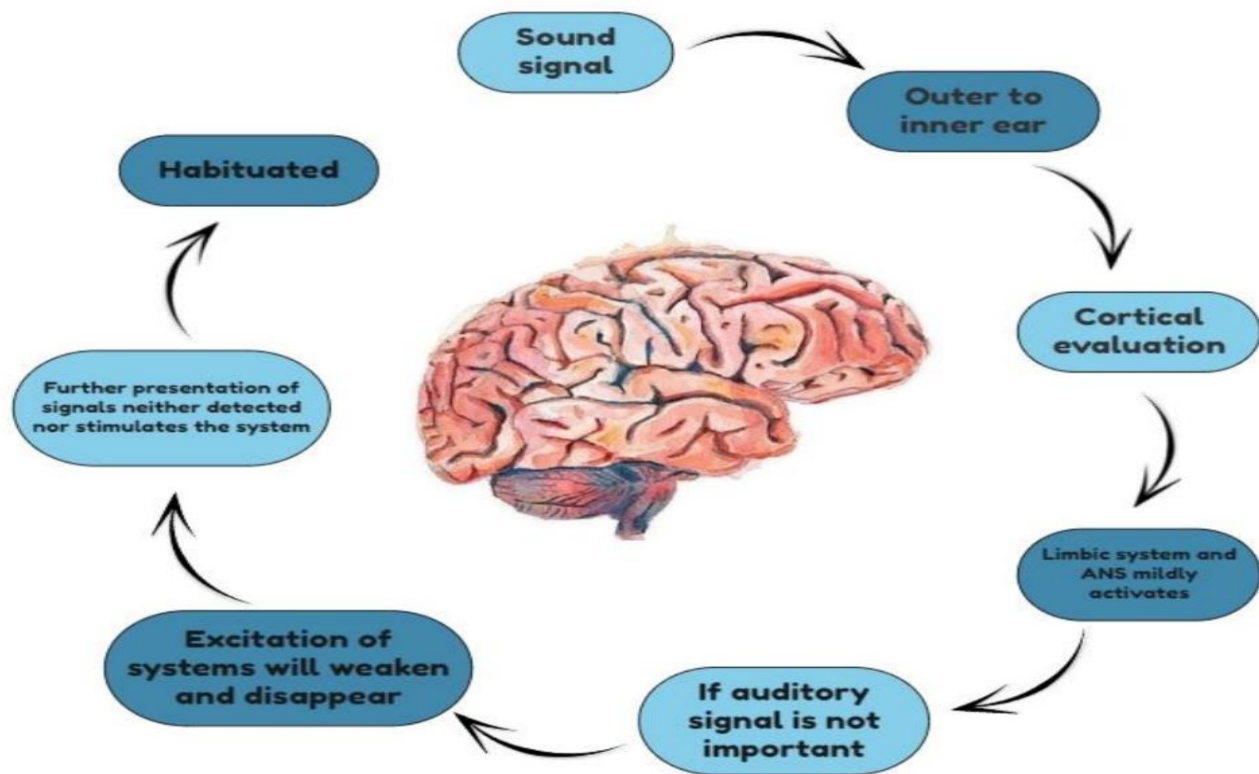 Sound
signal
Outer to
inner ear
Cortical
evaluation
Limbic system and
ANS mildly
activates
If auditory
signal is not
important
Excitation of
systems will weaken
and disappear
Further presentation of
signals neither detected
nor stimulates the system
Habituated